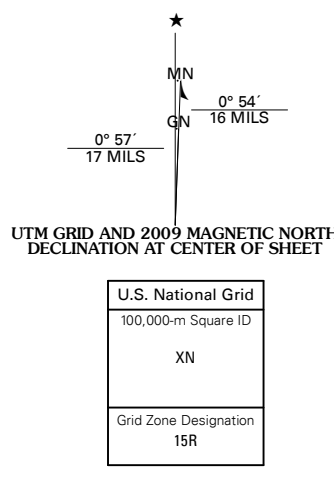 MN
0° 54´
16 MILS
GN
0° 57´
17 MILS
UTM GRID AND 2009 MAGNETIC NORTH
DECLINATION AT CENTER OF SHEET
U.S. National Grid
100,000-m Square ID
XN
Grid Zone Designation
15R